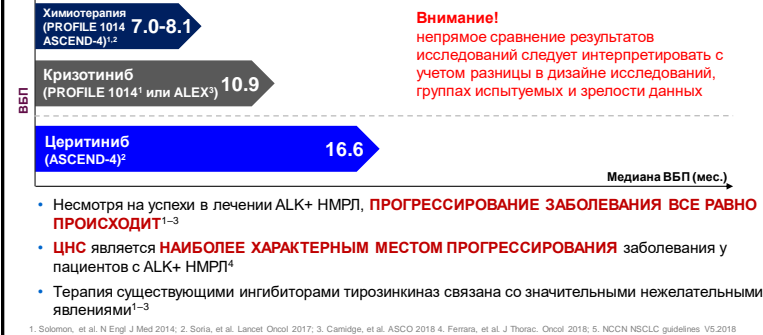 Химиотерапия
(PROFILE 1014
ASCEND-4)¹,²
7.0-8.1
Внимание!
непрямое сравнение результатов
исследований следует интерпретировать с
учетом разницы в дизайне исследований,
группах испытуемых и зрелости данных
Кризотиниб
(PROFILE 1014¹ или ALEX³)
10.9
ВБП
Церитиниб
(ASCEND-4)²
16.6
Медиана ВБП (мес.)
• Несмотря на успехи в лечении ALK+ НМРЛ, ПРОГРЕССИРОВАНИЕ ЗАБОЛЕВАНИЯ ВСЕ РАВНО
ПРОИСХОДИТ¹⁻³
• ЦНС является НАИБОЛЕЕ ХАРАКТЕРНЫМ МЕСТОМ ПРОГРЕССИРОВАНИЯ заболевания у
пациентов с ALK+ НМРЛ⁴
• Терапия существующими ингибиторами тирозинкиназ связана со значительными нежелательными
явлениями¹⁻³
1. Solomon, et al. N Engl J Med 2014; 2. Soria, et al. Lancet Oncol 2017; 3. Camidge, et al. ASCO 2018 4. Ferrara, et al. J Thorac. Oncol. 2018; 5. NCCN NSCLC guidelines V5.2018